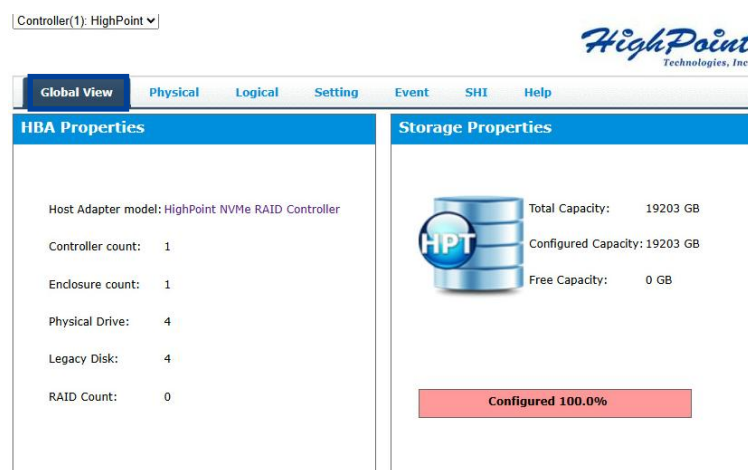 Controller(1): HighPoint
HighPoint
Technologies, Inc
Global View Physical Logical Setting Event SHI Help
HBA Properties
Host Adapter model: HighPoint NVMe RAID Controller
Controller count: 1
Enclosure count: 1
Physical Drive: 4
Legacy Disk: 4
RAID Count: 0
Storage Properties
HPT
Total Capacity: 19203 GB
Configured Capacity: 19203 GB
Free Capacity: 0 GB
Configured 100.0%